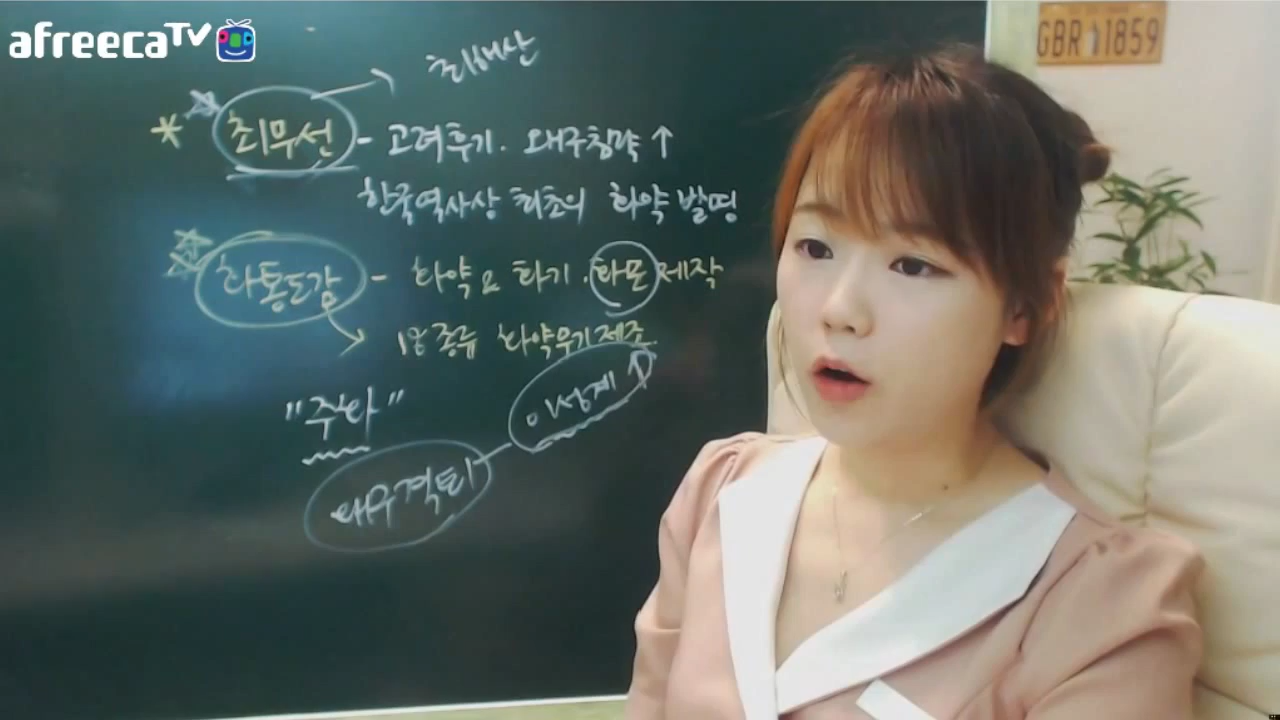 afreecaTV
GBR 1859
최해산
최무선 - 고려후기. 왜구침략 ↑
한국역사상 최초의 화약 발명
화통도감 - 화약 & 화기. 화포 제작
18종류 화약무기제조.
"주화"
이성계 ↑
왜구격퇴